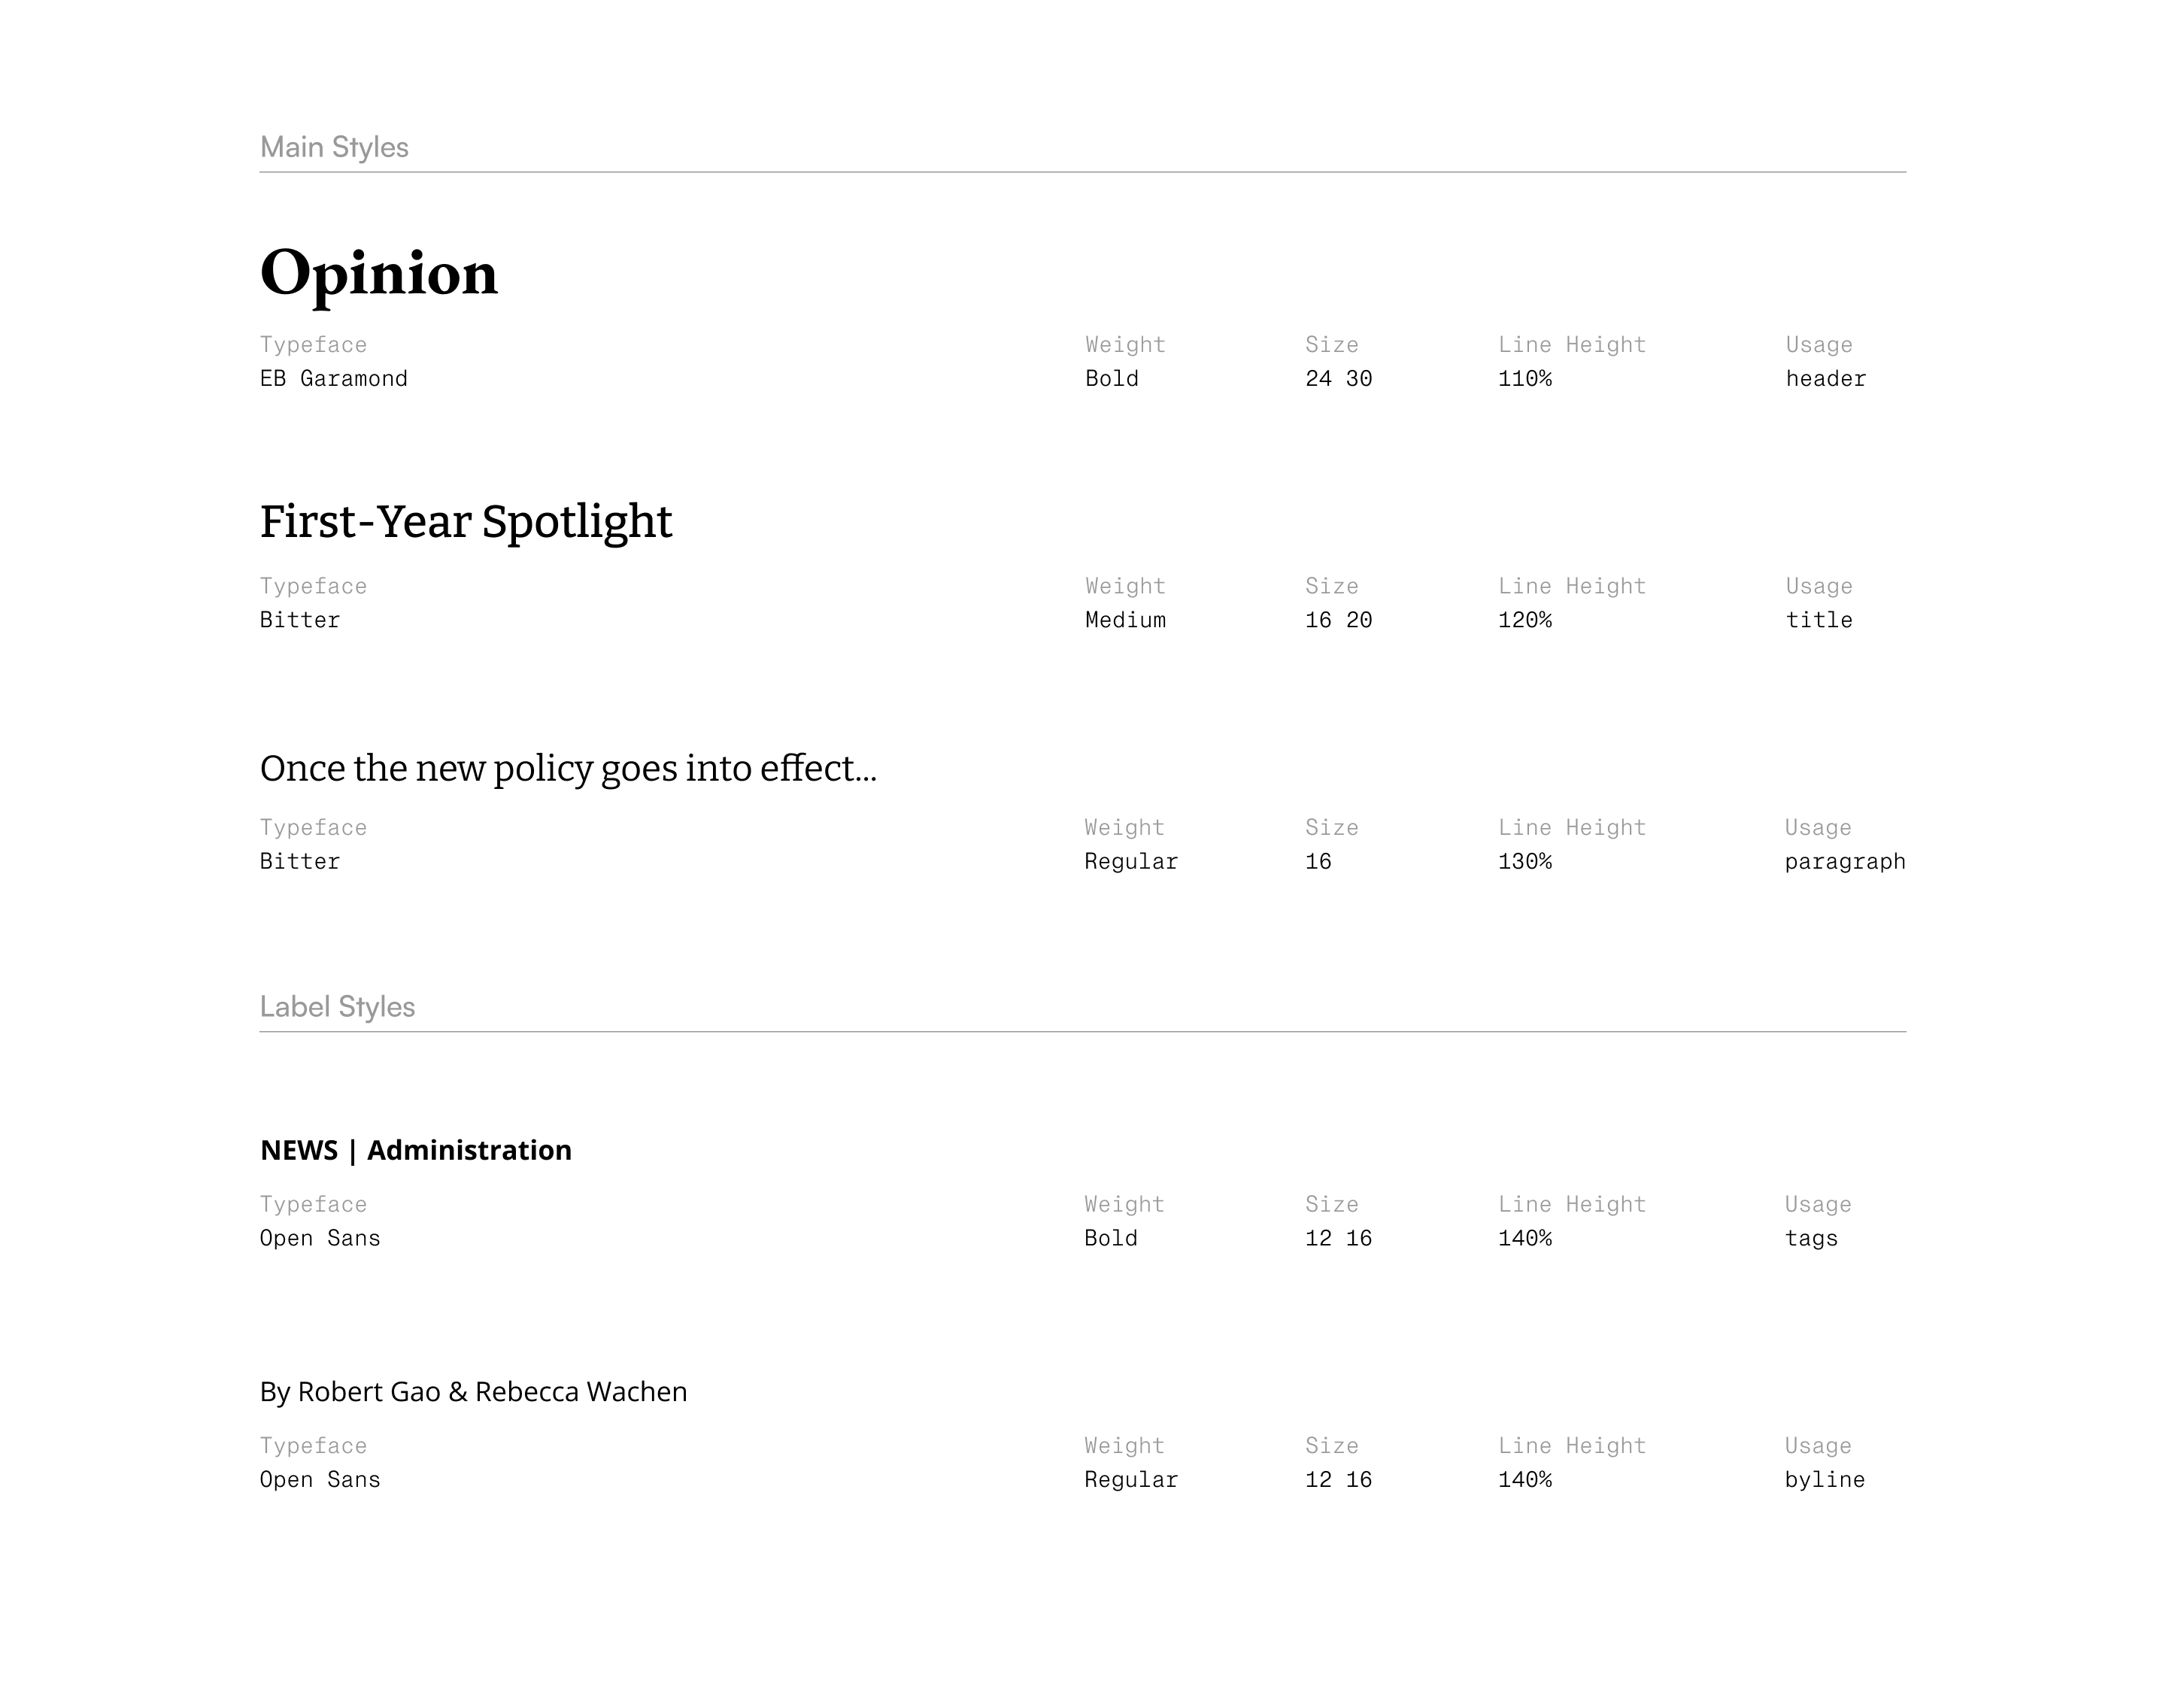 Main Styles
Opinion
Typeface Weight Size Line Height Usage
EB Garamond Bold 24 30 110% header
First-Year Spotlight
Typeface Weight Size Line Height Usage
Bitter Medium 16 20 120% title
Once the new policy goes into effect...
Typeface Weight Size Line Height Usage
Bitter Regular 16 130% paragraph
Label Styles
NEWS | Administration
Typeface Weight Size Line Height Usage
Open Sans Bold 12 16 140% tags
By Robert Gao & Rebecca Wachen
Typeface Weight Size Line Height Usage
Open Sans Regular 12 16 140% byline